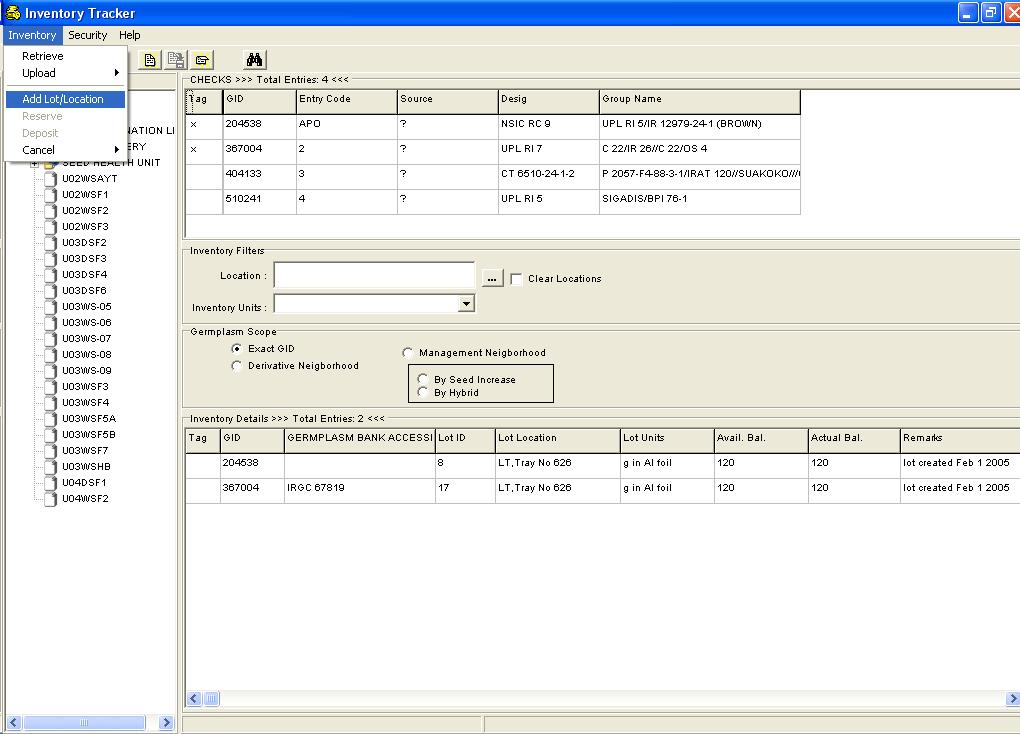 Inventory Tracker
Inventory Security Help
Retrieve
Upload
Add Lot/Location
Reserve
Deposit
Cancel
NATION LI
ERY
SEED HEALTH UNIT
U02WSAYT
U02WSF1
U02WSF2
U02WSF3
U03DSF2
U03DSF3
U03DSF4
U03DSF6
U03WS-05
U03WS-06
U03WS-07
U03WS-08
U03WS-09
U03WSF3
U03WSF4
U03WSF5A
U03WSF5B
U03WSF7
U03WSHB
U04DSF1
U04WSF2
CHECKS >>> Total Entries: 4 <<<
Tag GID Entry Code Source Desig Group Name
x 204538 APO ? NSIC RC 9 UPL RI 5/IR 12979-24-1 (BROWN)
x 367004 2 ? UPL RI 7 C 22/IR 26//C 22/OS 4
404133 3 ? CT 6510-24-1-2 P 2057-F4-88-3-1/IRAT 120//SUAKOKO///
510241 4 ? UPL RI 5 SIGADIS/BPI 76-1
Inventory Filters
Location : ... Clear Locations
Inventory Units :
Germplasm Scope
Exact GID
Derivative Neigborhood
Management Neigborhood
By Seed Increase
By Hybrid
Inventory Details >>> Total Entries: 2 <<<
Tag GID GERMPLASM BANK ACCESSI Lot ID Lot Location Lot Units Avail. Bal. Actual Bal. Remarks
204538 8 LT,Tray No 626 g in Al foil 120 120 lot created Feb 1 2005
367004 IRGC 67819 17 LT,Tray No 626 g in Al foil 120 120 lot created Feb 1 2005